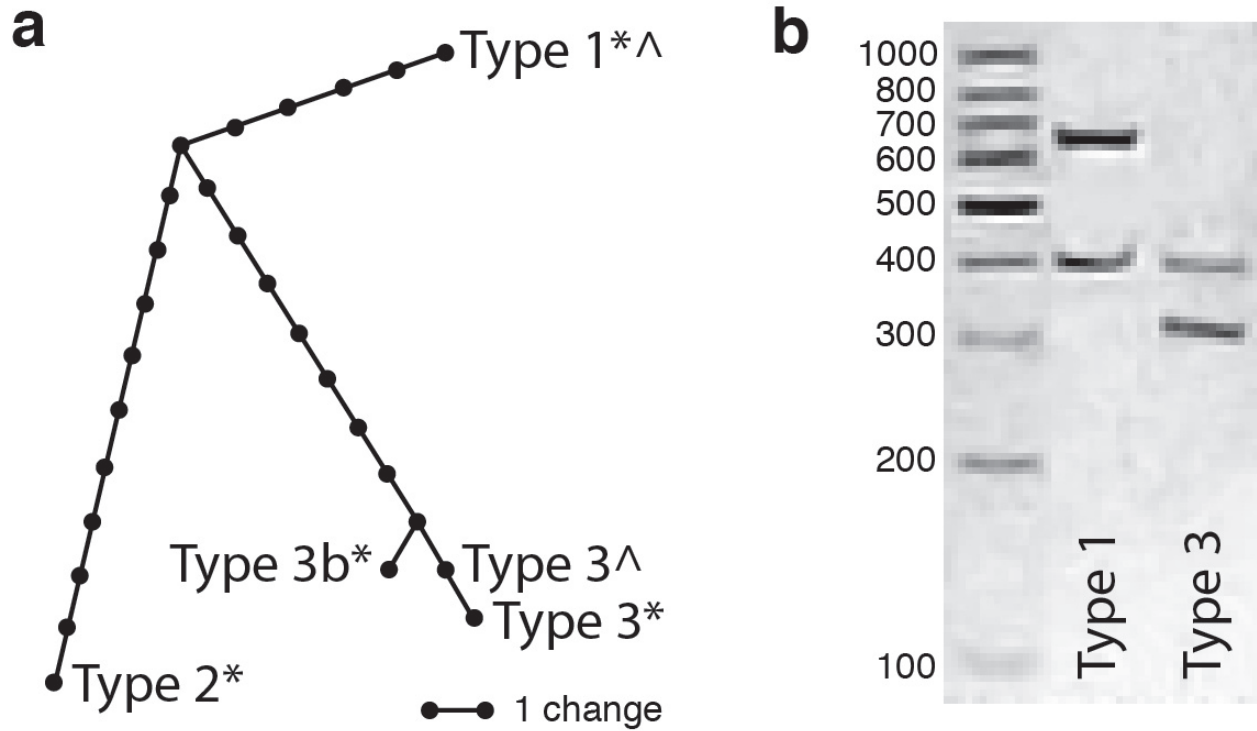 a
Type 1*^
Type 3b*
Type 3^
Type 3*
Type 2*
1 change
b
1000
800
700
600
500
400
300
200
100
Type 1
Type 3